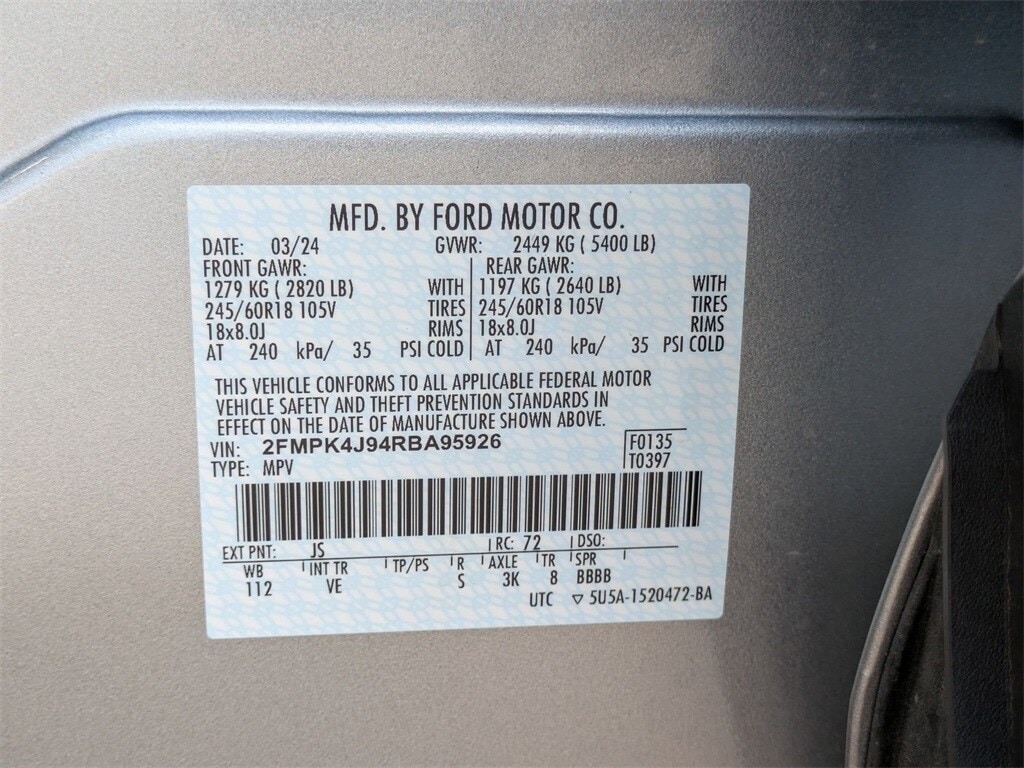 MFD. BY FORD MOTOR CO.
DATE: 03/24 GVWR: 2449 KG ( 5400 LB)
FRONT GAWR: REAR GAWR:
1279 KG ( 2820 LB) WITH 1197 KG ( 2640 LB) WITH
245/60R18 105V TIRES 245/60R18 105V TIRES
18x8.0J RIMS 18x8.0J RIMS
AT 240 kPa/ 35 PSI COLD AT 240 kPa/ 35 PSI COLD
THIS VEHICLE CONFORMS TO ALL APPLICABLE FEDERAL MOTOR
VEHICLE SAFETY AND THEFT PREVENTION STANDARDS IN
EFFECT ON THE DATE OF MANUFACTURE SHOWN ABOVE.
VIN: 2FMPK4J94RBA95926 F0135
TYPE: MPV T0397
EXT PNT: JS RC: 72 DSO:
WB INT TR TP/PS R AXLE TR SPR
112 VE S 3K 8 BBBB
UTC ▽ 5U5A-1520472-BA